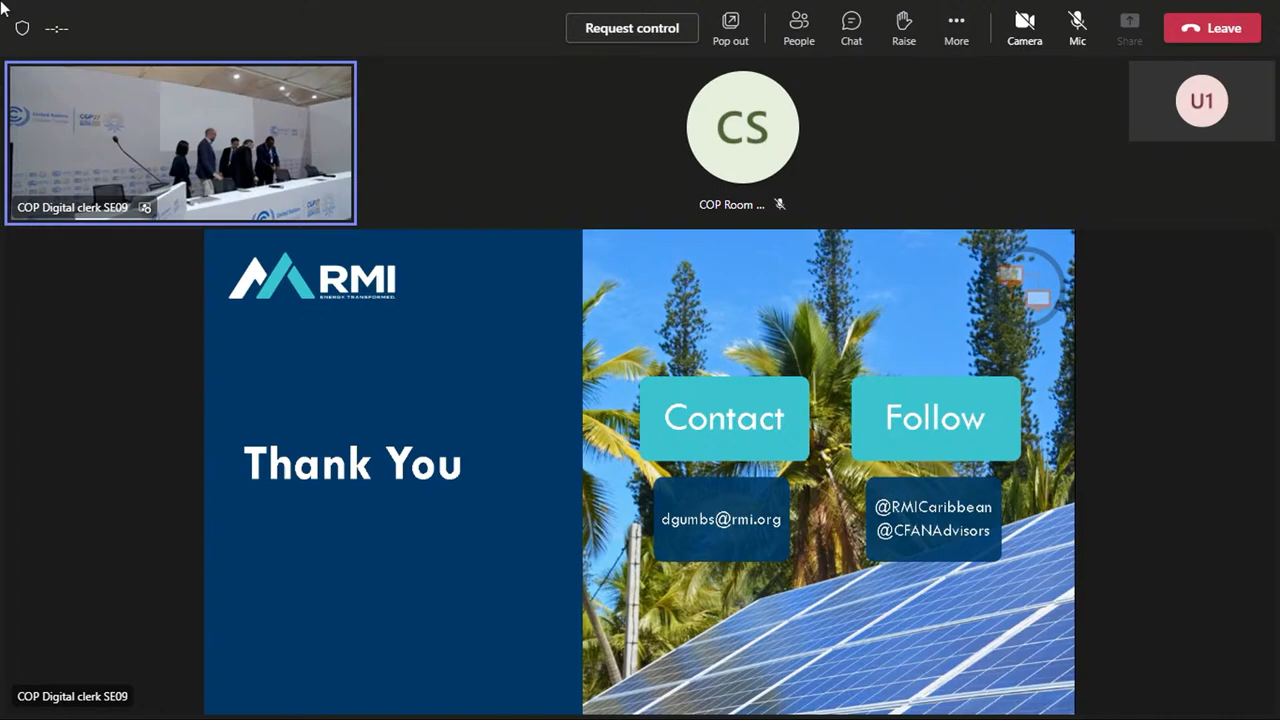 --:--
Request control
Pop out
People
Chat
Raise
More
Camera
Mic
Share
Leave
COP27
COP Digital clerk SE09
CS
COP Room ...
U1
RMI
ENERGY TRANSFORMED.
Thank You
Contact
Follow
dgumbs@rmi.org
@RMICaribbean
@CFANAdvisors
COP Digital clerk SE09